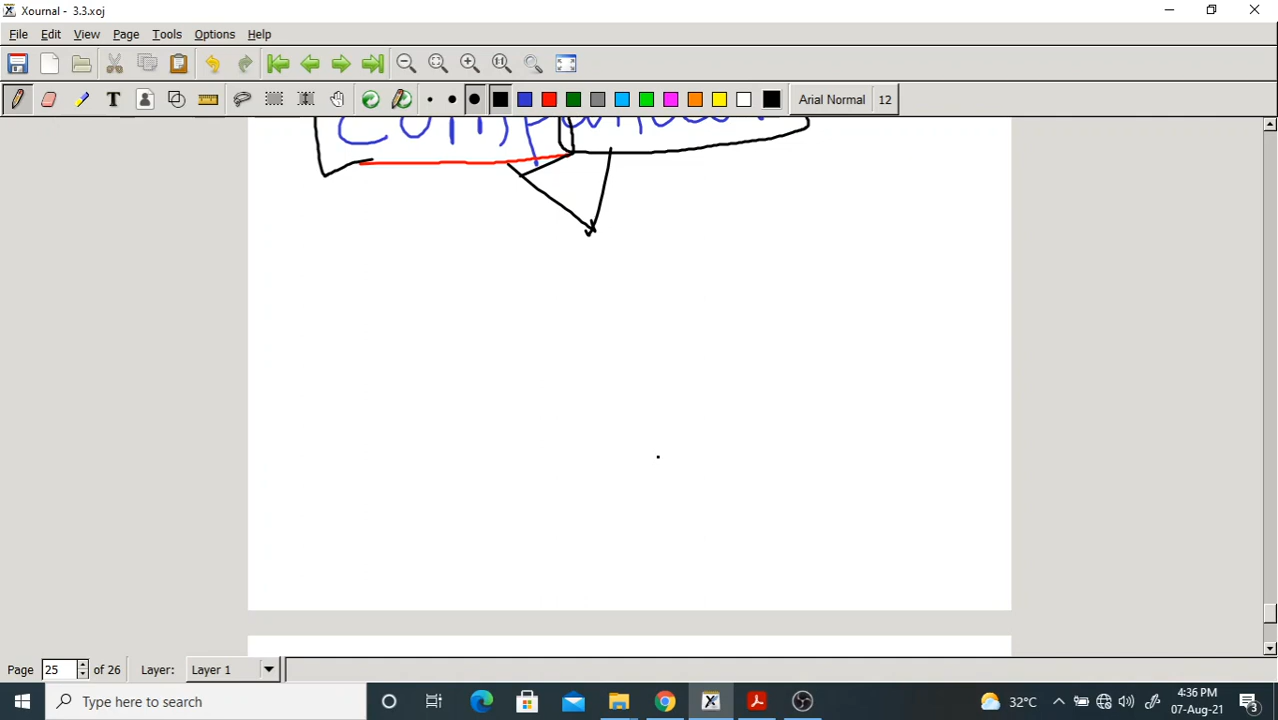 Xournal - 3.3.xoj
File Edit View Page Tools Options Help
Arial Normal 12
Page 25 of 26 Layer: Layer 1
Type here to search
32°C
4:36 PM
07-Aug-21
3